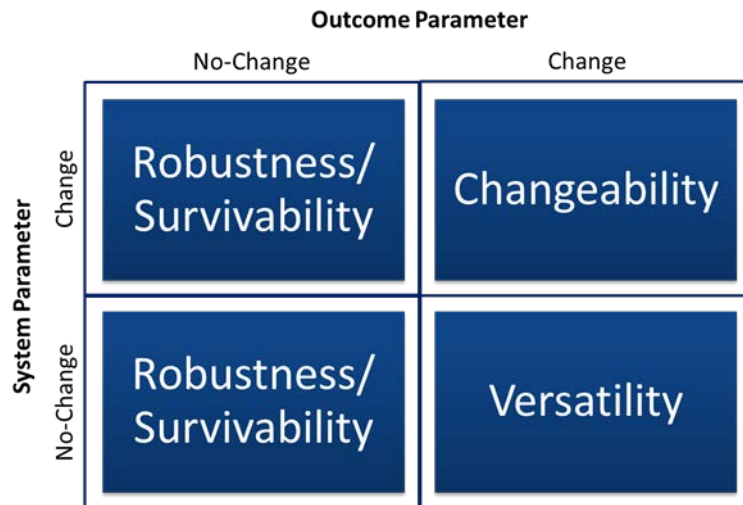 Outcome Parameter
No-Change
Change
System Parameter
Change
Robustness/
Survivability
Changeability
No-Change
Robustness/
Survivability
Versatility